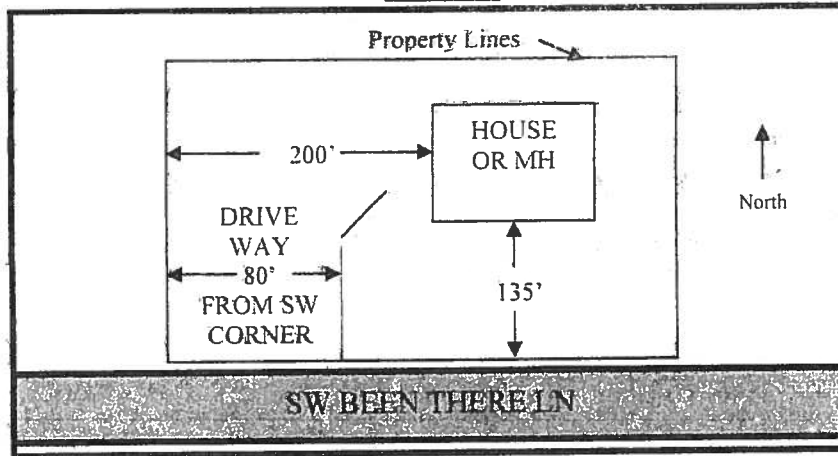 Property Lines
HOUSE
OR MH
200'
North
DRIVE
WAY
80'
FROM SW
CORNER
135'
SW BEEN THERE LN